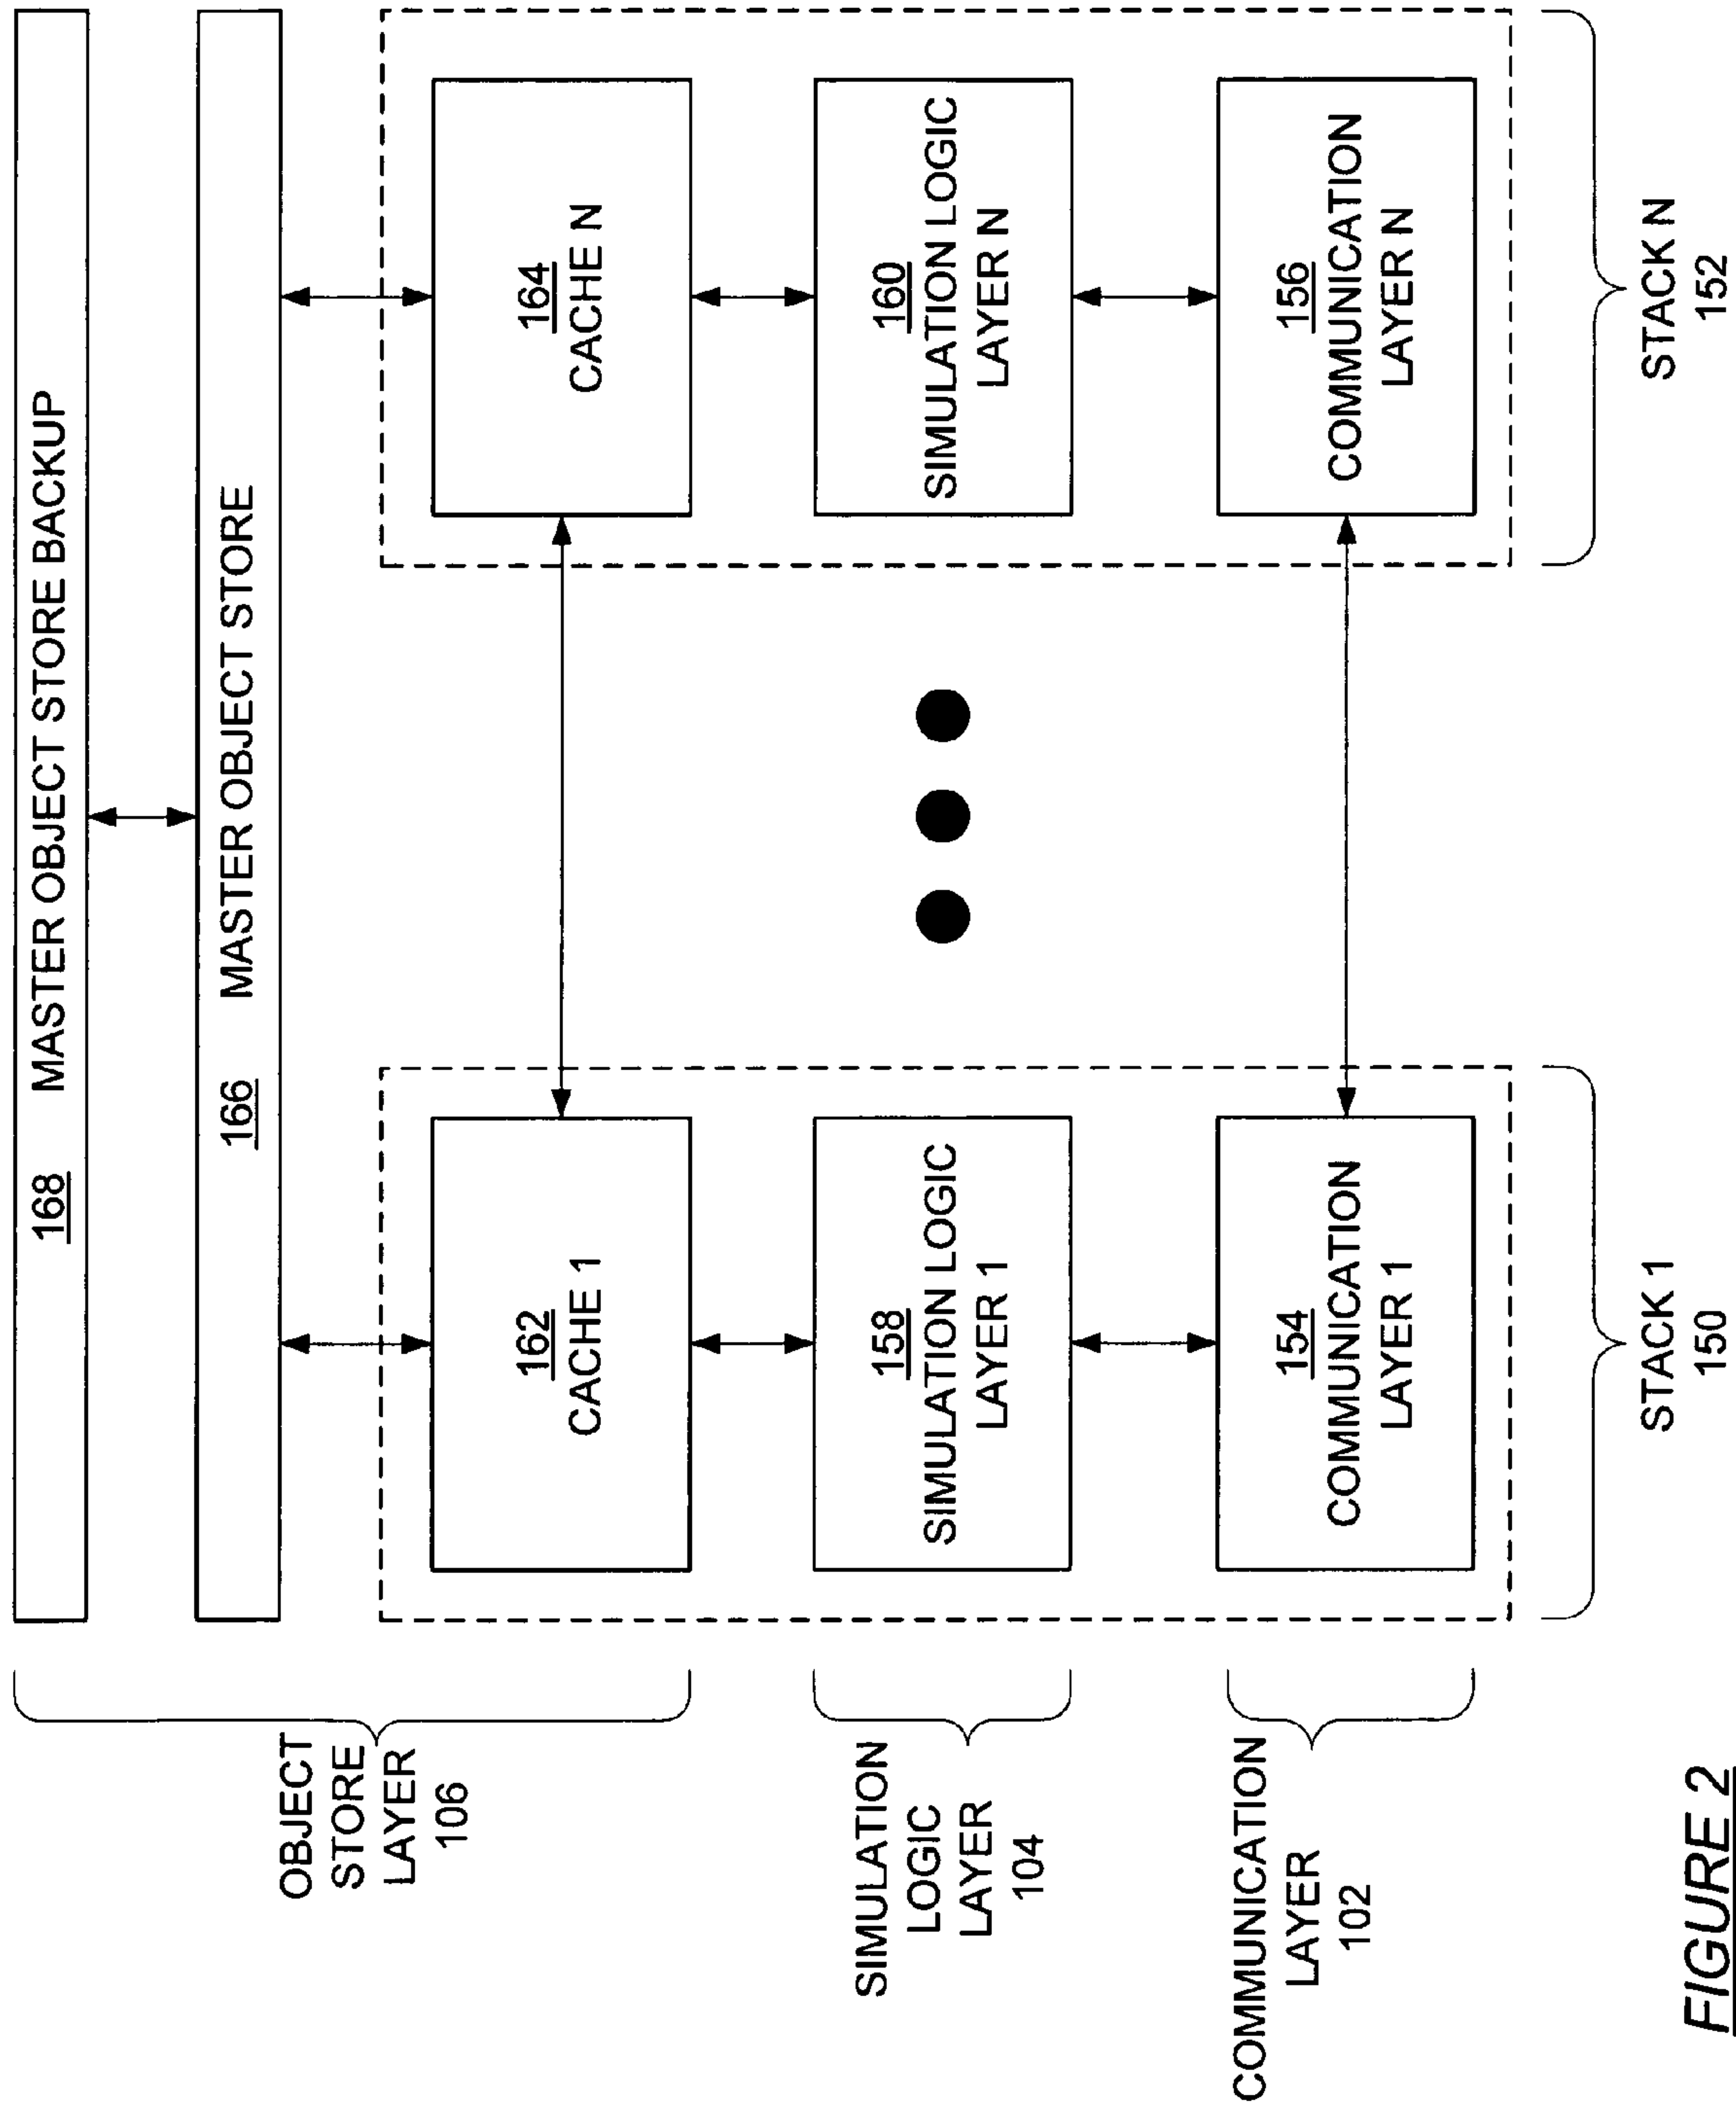 168 MASTER OBJECT STORE BACKUP
166 MASTER OBJECT STORE
OBJECT
STORE
LAYER
106
162
CACHE 1
164
CACHE N
SIMULATION
LOGIC
LAYER
104
158
SIMULATION LOGIC
LAYER 1
160
SIMULATION LOGIC
LAYER N
COMMUNICATION
LAYER
102
154
COMMUNICATION
LAYER 1
156
COMMUNICATION
LAYER N
STACK 1
150
STACK N
152
FIGURE 2